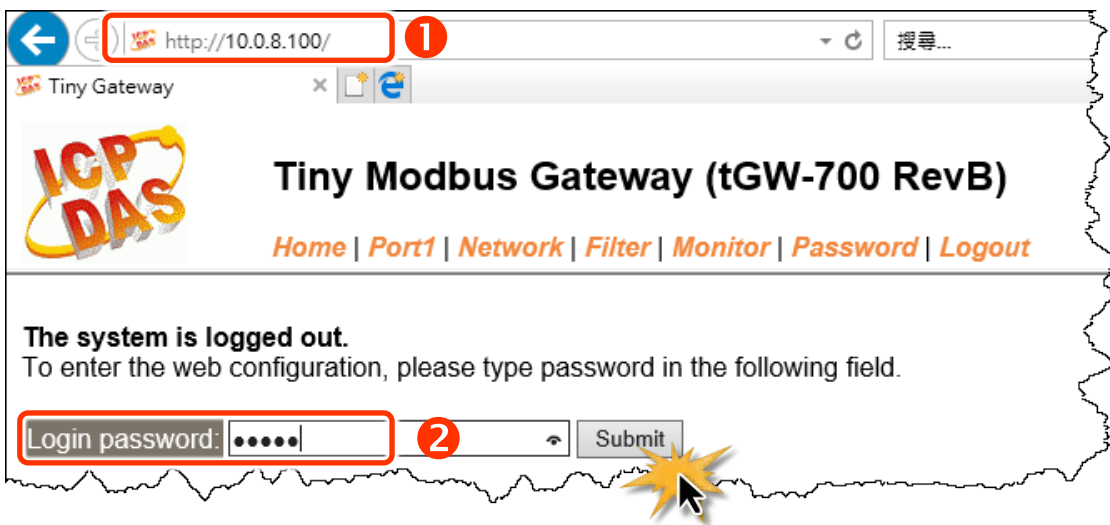 http://10.0.8.100/ 1 搜尋...
Tiny Gateway
ICP DAS
Tiny Modbus Gateway (tGW-700 RevB)
Home | Port1 | Network | Filter | Monitor | Password | Logout
The system is logged out.
To enter the web configuration, please type password in the following field.
Login password: ●●●●● 2 Submit